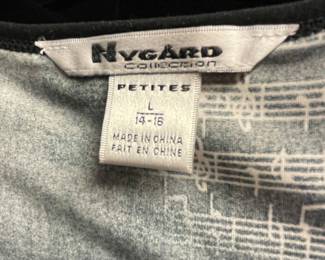 NYGÅRD
COLLECTION
PETITES
L
14-16
MADE IN CHINA
FAIT EN CHINE